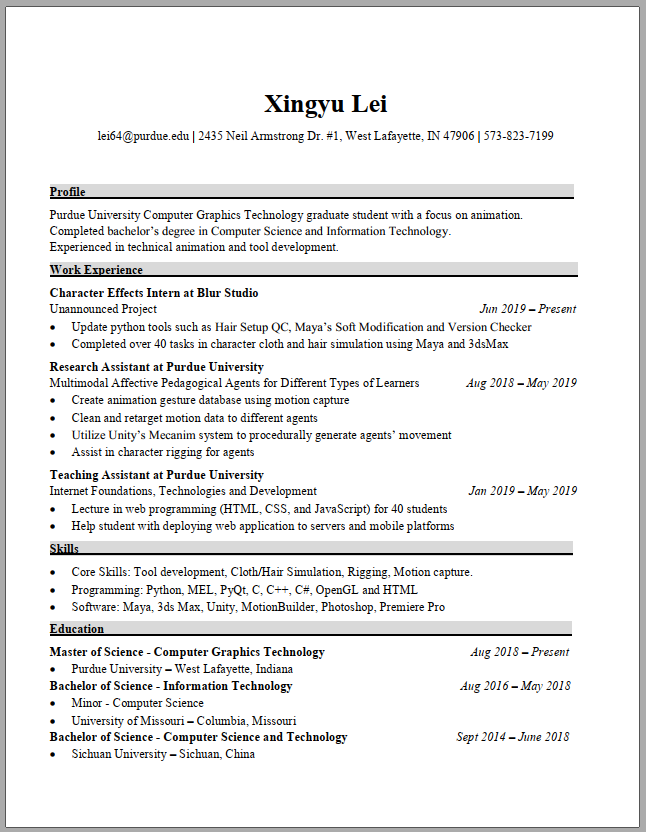 Xingyu Lei
lei64@purdue.edu | 2435 Neil Armstrong Dr. #1, West Lafayette, IN 47906 | 573-823-7199
Profile
Purdue University Computer Graphics Technology graduate student with a focus on animation.
Completed bachelor's degree in Computer Science and Information Technology.
Experienced in technical animation and tool development.
Work Experience
Character Effects Intern at Blur Studio
Unannounced Project Jun 2019 – Present
• Update python tools such as Hair Setup QC, Maya's Soft Modification and Version Checker
• Completed over 40 tasks in character cloth and hair simulation using Maya and 3dsMax
Research Assistant at Purdue University
Multimodal Affective Pedagogical Agents for Different Types of Learners Aug 2018 – May 2019
• Create animation gesture database using motion capture
• Clean and retarget motion data to different agents
• Utilize Unity's Mecanim system to procedurally generate agents' movement
• Assist in character rigging for agents
Teaching Assistant at Purdue University
Internet Foundations, Technologies and Development Jan 2019 – May 2019
• Lecture in web programming (HTML, CSS, and JavaScript) for 40 students
• Help student with deploying web application to servers and mobile platforms
Skills
• Core Skills: Tool development, Cloth/Hair Simulation, Rigging, Motion capture.
• Programming: Python, MEL, PyQt, C, C++, C#, OpenGL and HTML
• Software: Maya, 3ds Max, Unity, MotionBuilder, Photoshop, Premiere Pro
Education
Master of Science - Computer Graphics Technology Aug 2018 – Present
• Purdue University – West Lafayette, Indiana
Bachelor of Science - Information Technology Aug 2016 – May 2018
• Minor - Computer Science
• University of Missouri – Columbia, Missouri
Bachelor of Science - Computer Science and Technology Sept 2014 – June 2018
• Sichuan University – Sichuan, China